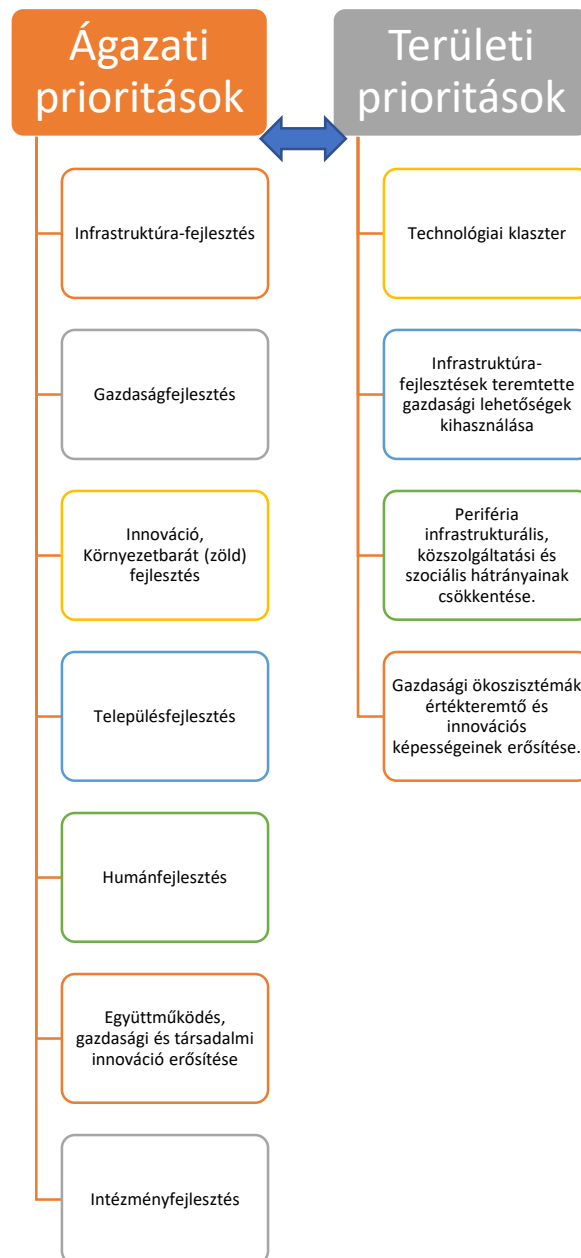 Ágazati
prioritások
Infrastruktúra-fejlesztés
Gazdaságfejlesztés
Innováció,
Környezetbarát (zöld)
fejlesztés
Településfejlesztés
Humánfejlesztés
Együttműködés,
gazdasági és társadalmi
innováció erősítése
Intézményfejlesztés
Területi
prioritások
Technológiai klaszter
Infrastruktúra-
fejlesztések teremtette
gazdasági lehetőségek
kihasználása
Periféria
infrastrukturális,
közszolgáltatási és
szociális hátrányainak
csökkentése.
Gazdasági ökoszisztémák
értékteremtő és
innovációs
képességeinek erősítése.